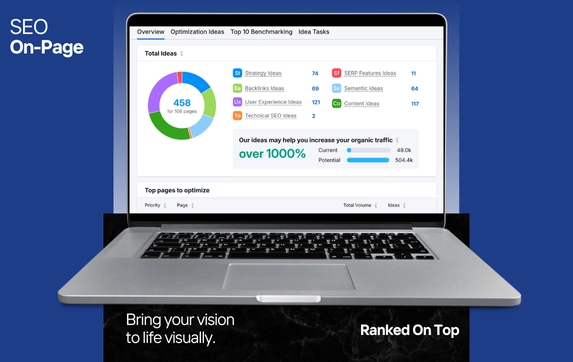 SEO
On-Page
Overview Optimization Ideas Top 10 Benchmarking Idea Tasks
Total Ideas
458
for 106 pages
St Strategy Ideas 74
Ba Backlinks Ideas 69
Ux User Experience Ideas 121
Te Technical SEO Ideas 2
Sf SERP Features Ideas 11
Se Semantic Ideas 64
Co Content Ideas 117
Our ideas may help you increase your organic traffic
over 1000%
Current 48.0k
Potential 504.4k
Top pages to optimize
Priority Page Total Volume Ideas
Bring your vision
to life visually.
Ranked On Top